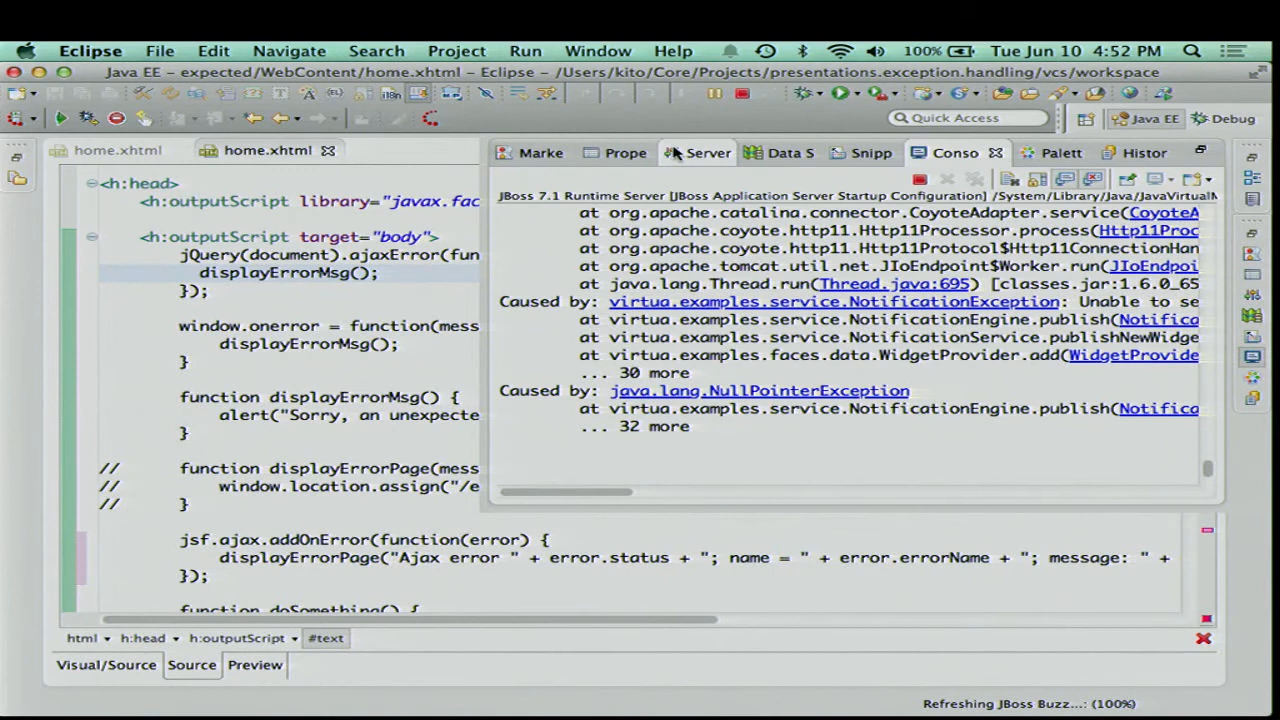 Eclipse File Edit Navigate Search Project Run Window Help 100% Tue Jun 10 4:52 PM
Java EE - expected/WebContent/home.xhtml - Eclipse - /Users/kito/Core/Projects/presentations.exception.handling/vcs/workspace
Quick Access Java EE Debug
home.xhtml home.xhtml
Marke Prope Server Data S Snipp Conso Palett Histor
JBoss 7.1 Runtime Server [JBoss Application Server Startup Configuration] /System/Library/Java/JavaVirtualM
at org.apache.catalina.connector.CoyoteAdapter.service(CoyoteA
at org.apache.coyote.http11.Http11Processor.process(Http11Proc
at org.apache.coyote.http11.Http11Protocol$Http11ConnectionHan
at org.apache.tomcat.util.net.JIoEndpoint$Worker.run(JIoEndpoi
at java.lang.Thread.run(Thread.java:695) [classes.jar:1.6.0_65
Caused by: virtua.examples.service.NotificationException: Unable to se
at virtua.examples.service.NotificationEngine.publish(Notifica
at virtua.examples.service.NotificationService.publishNewWidge
at virtua.examples.faces.data.WidgetProvider.add(WidgetProvide
... 30 more
Caused by: java.lang.NullPointerException
at virtua.examples.service.NotificationEngine.publish(Notifica
... 32 more
<h:head>
<h:outputScript library="javax.fac
<h:outputScript target="body">
jQuery(document).ajaxError(fun
displayErrorMsg();
});
window.onerror = function(mess
displayErrorMsg();
}
function displayErrorMsg() {
alert("Sorry, an unexpecte
}
// function displayErrorPage(mess
// window.location.assign("/e
// }
jsf.ajax.addOnError(function(error) {
displayErrorPage("Ajax error " + error.status + "; name = " + error.errorName + "; message: " +
});
function doSomething() {
html h:head h:outputScript #text
Visual/Source Source Preview
Refreshing JBoss Buzz...: (100%)